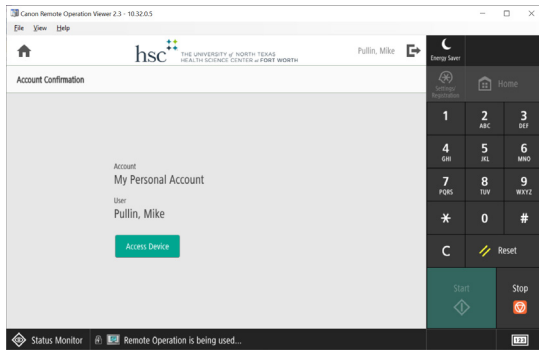 Canon Remote Operation Viewer 2.3 - 10.32.0.5
File View Help
hsc THE UNIVERSITY of NORTH TEXAS
HEALTH SCIENCE CENTER at FORT WORTH
Pullin, Mike
Account Confirmation
Account
My Personal Account
User
Pullin, Mike
Access Device
Status Monitor Remote Operation is being used...
Energy Saver
Settings/
Registration
Home
1 2 3
ABC DEF
4 5 6
GHI JKL MNO
7 8 9
PQRS TUV WXYZ
* 0 #
C Reset
Start Stop
123